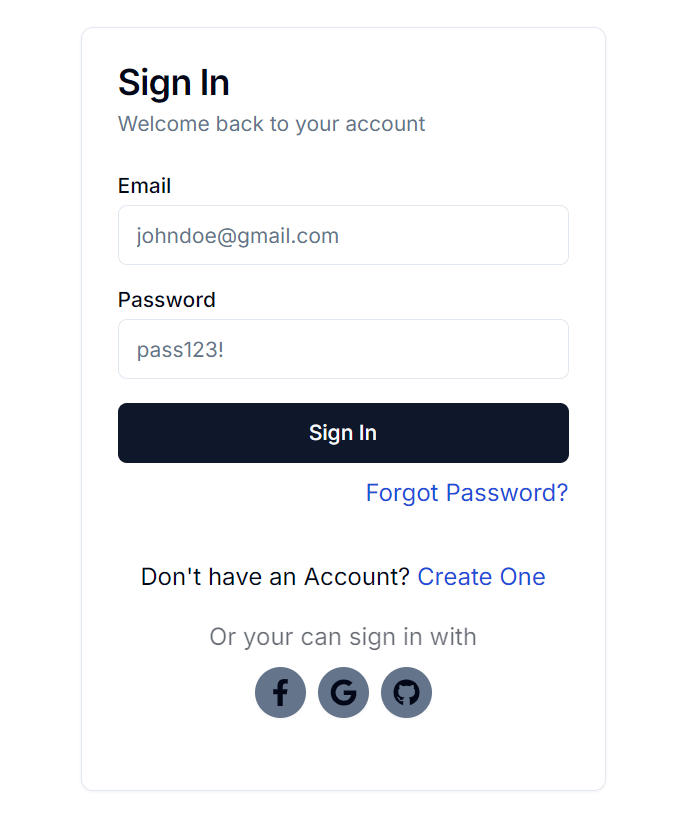 Sign In
Welcome back to your account
Email
johndoe@gmail.com
Password
pass123!
Sign In
Forgot Password?
Don't have an Account? Create One
Or your can sign in with